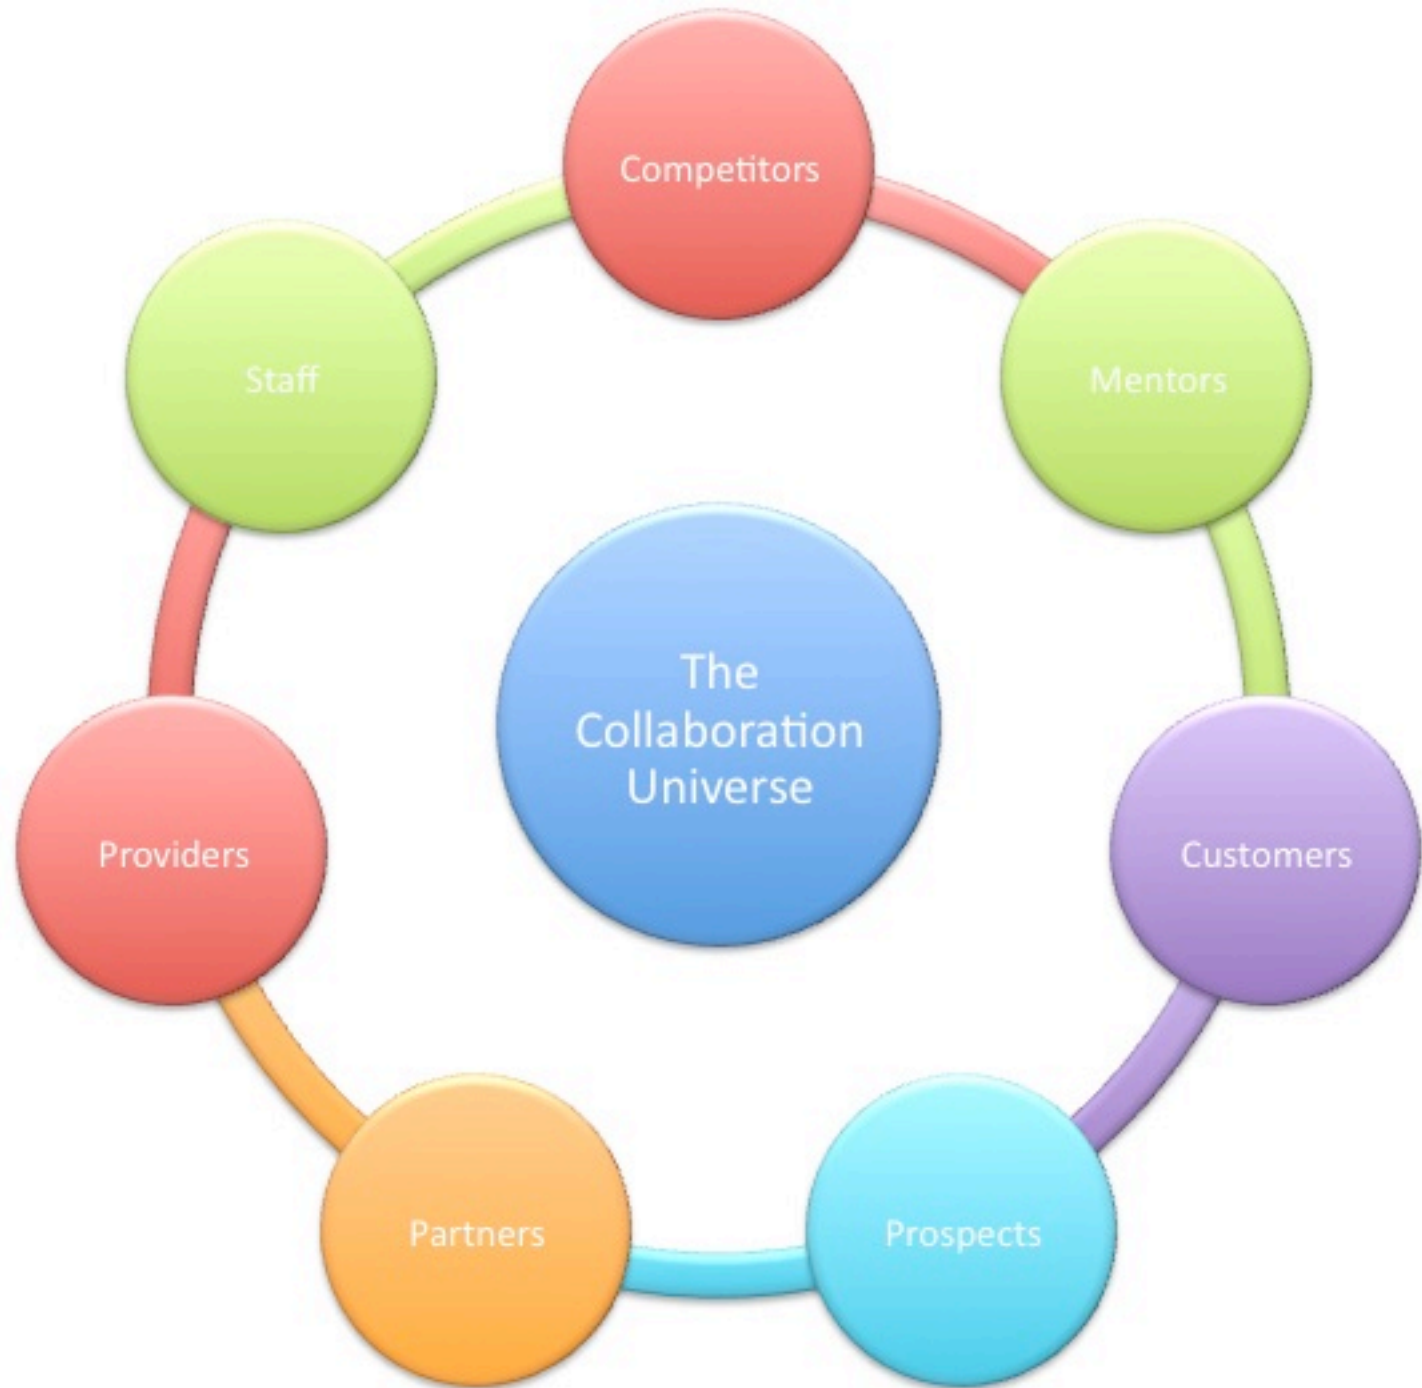 Competitors
Staff
Mentors
The
Collaboration
Universe
Providers
Customers
Partners
Prospects